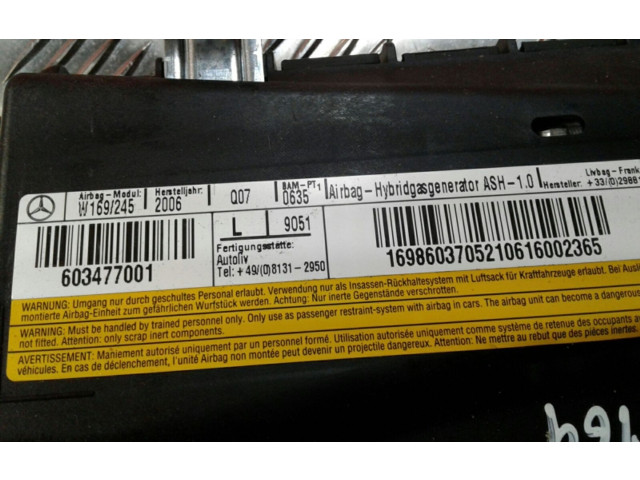 Airbag-Modul: W169/245
Herstelljahr: 2006
Q07
BAM-PT1 0635
Airbag-Hybridgasgenerator ASH-1.0
Hersteller:
L 9051
Fertigungsstätte:
Autoliv
Tel: +49/(0)8131-2950
603477001
1698603705210616002365
WARNUNG: Umgang nur durch geschultes Personal erlaubt. Verwendung nur als Insassen-Rückhaltesystem mit Luftsack für Kraftfahrzeuge erlaubt. Bei
montierte Airbag-Einheit zum gefährlichen Wurfstück werden. Achtung: Nur inerte Gegenstände verschrotten.
WARNING: Must be handled by trained personnel only. Only use as passenger restraint-system with airbag in cars. The airbag unit can become a dangerous
not fitted. Attention: only scrap inert components.
AVERTISSEMENT: Maniement autorisé uniquement par un personnel formé. Utilisation autorisée uniquement comme système de retenue des occupants
véhicules. En cas de déclenchement, l'unité Airbag non montée peut devenir un projectile dangereux. Attention: Ne mettre au rebut que des pièces inertes.